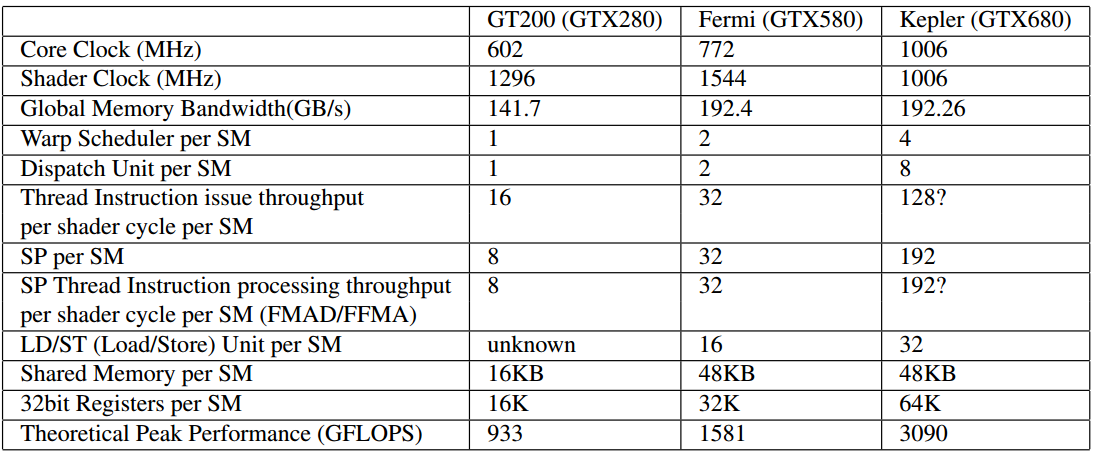 GT200 (GTX280) Fermi (GTX580) Kepler (GTX680)
Core Clock (MHz) 602 772 1006
Shader Clock (MHz) 1296 1544 1006
Global Memory Bandwidth(GB/s) 141.7 192.4 192.26
Warp Scheduler per SM 1 2 4
Dispatch Unit per SM 1 2 8
Thread Instruction issue throughput 16 32 128?
per shader cycle per SM
SP per SM 8 32 192
SP Thread Instruction processing throughput 8 32 192?
per shader cycle per SM (FMAD/FFMA)
LD/ST (Load/Store) Unit per SM unknown 16 32
Shared Memory per SM 16KB 48KB 48KB
32bit Registers per SM 16K 32K 64K
Theoretical Peak Performance (GFLOPS) 933 1581 3090